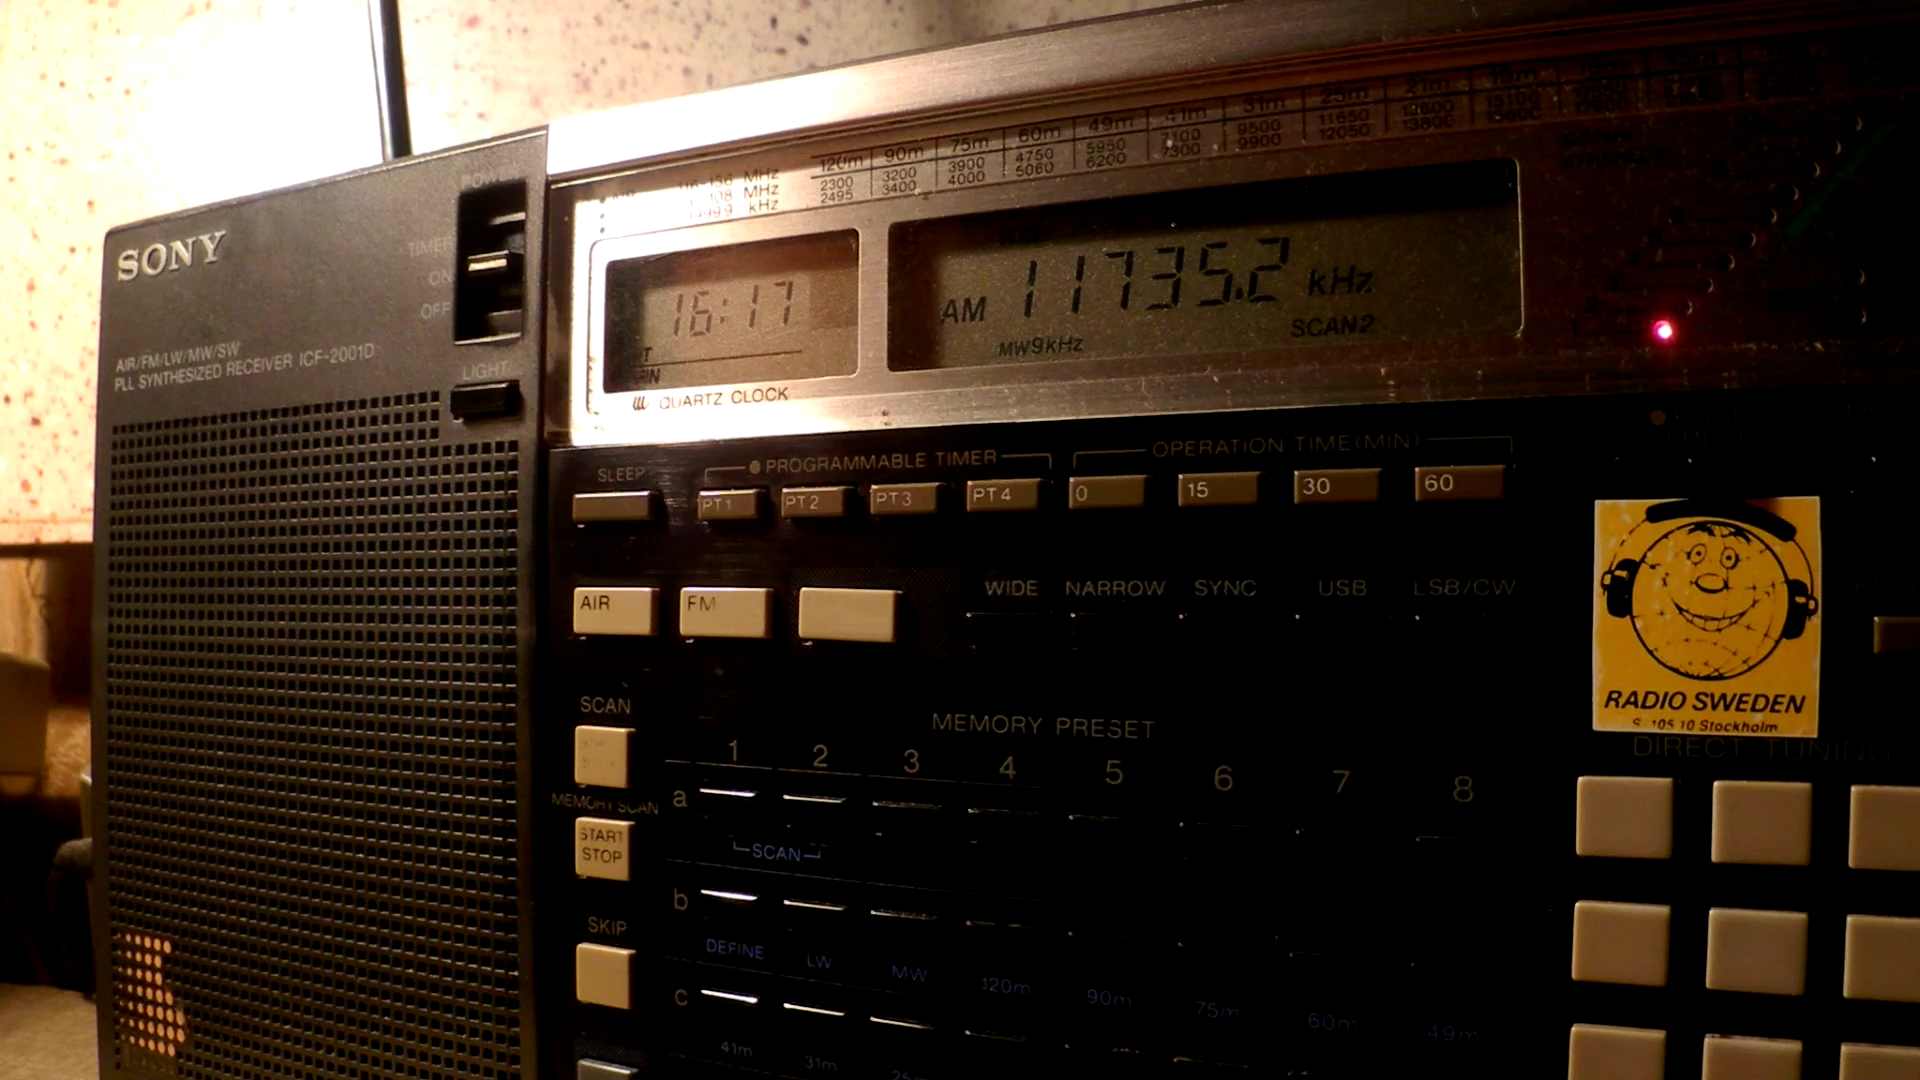 SONY
POWER
TIMER
ON
OFF
AIR/FM/LW/MW/SW
PLL SYNTHESIZED RECEIVER ICF-2001D
LIGHT
MHz
MHz
kHz
120m 90m 75m 60m 49m 41m 31m 25m 21m
2300 3200 3900 4750 5950 7100 9500 11650
2495 3400 4000 5060 6200 7300 9900 12050
16:17
QUARTZ CLOCK
AM 11735.2 kHz
MW9kHz SCAN2
SLEEP
PROGRAMMABLE TIMER
OPERATION TIME(MIN)
PT1 PT2 PT3 PT4 0 15 30 60
AIR FM
WIDE NARROW SYNC USB LSB/CW
RADIO SWEDEN
S-105 10 Stockholm
DIRECT TUNING
SCAN
MEMORY PRESET
1 2 3 4 5 6 7 8
MEMORY SCAN
START
STOP
a
SCAN
b
SKIP
DEFINE LW MW 120m 90m 75m 60m 49m
c
41m 31m 25m